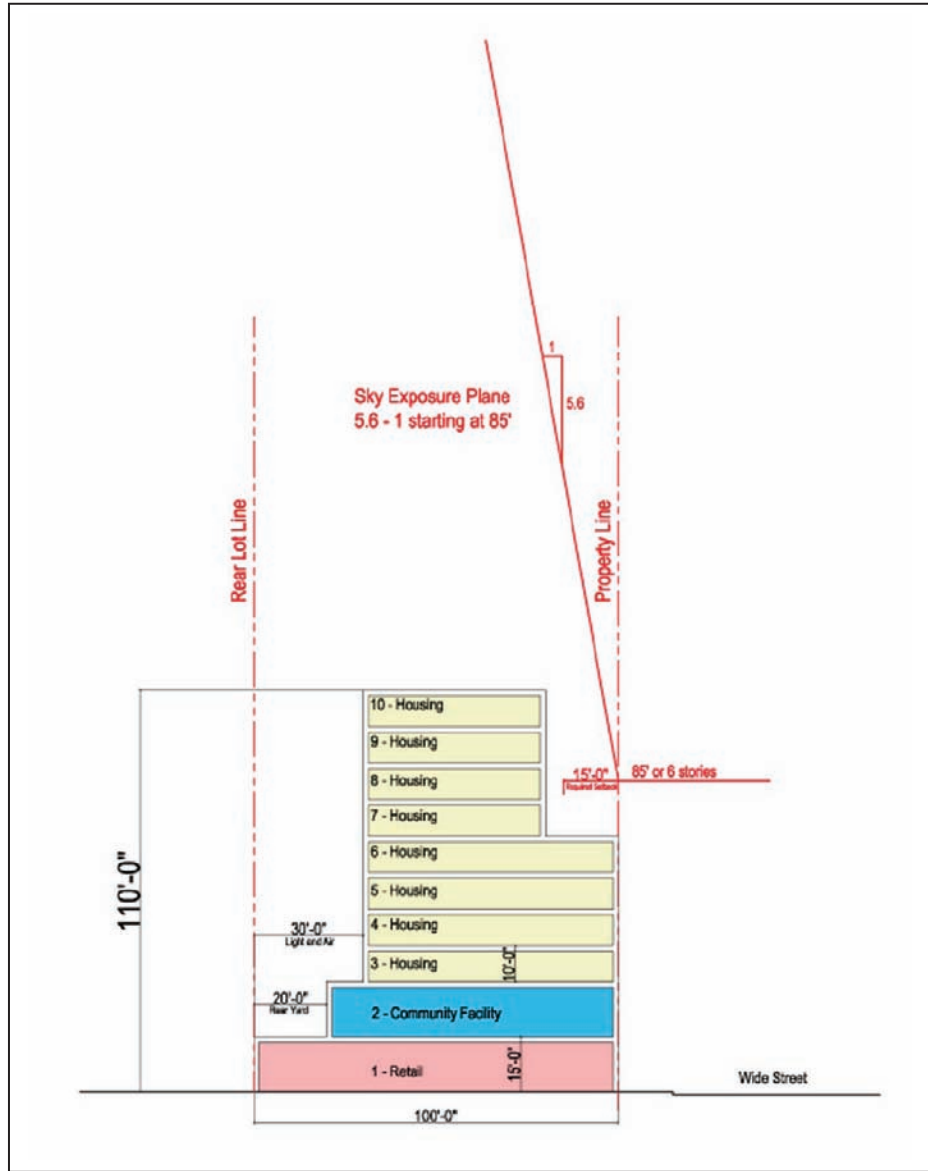 1
5.6
Sky Exposure Plane
5.6 - 1 starting at 85'
Rear Lot Line
Property Line
10 - Housing
9 - Housing
8 - Housing
7 - Housing
15'-0"
Required Setback
85' or 6 stories
6 - Housing
5 - Housing
4 - Housing
3 - Housing
10'-0"
110'-0"
30'-0"
Light and Air
20'-0"
Rear Yard
2 - Community Facility
1 - Retail
15'-0"
Wide Street
100'-0"